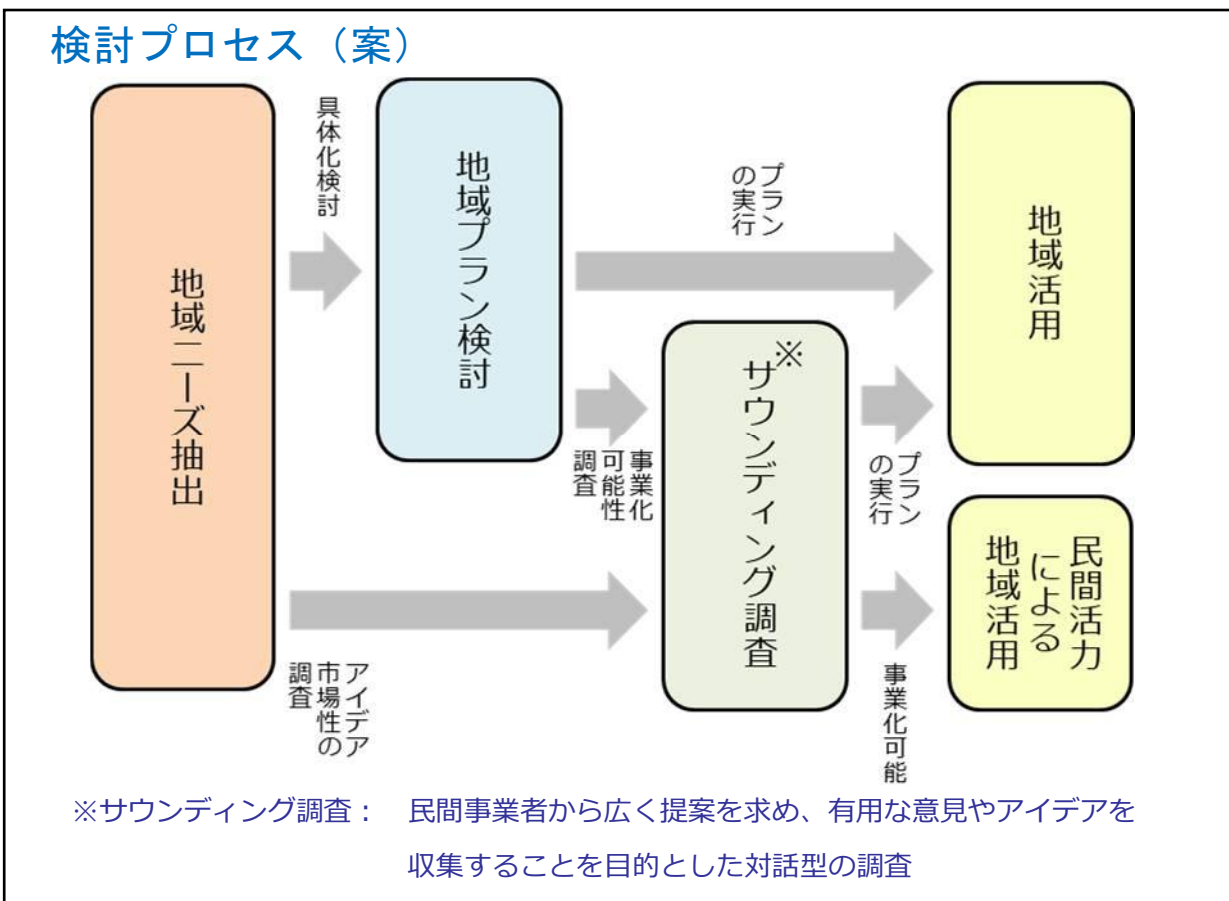 検討プロセス（案）
地域ニーズ抽出
具体化検討
地域プラン検討
プラン
の実行
地域活用
事業化
可能性
調査
※
サウンディング調査
プラン
の実行
アイデア
市場性の
調査
事業化可能
民間活力
による
地域活用
※サウンディング調査： 民間事業者から広く提案を求め、有用な意見やアイデアを
収集することを目的とした対話型の調査